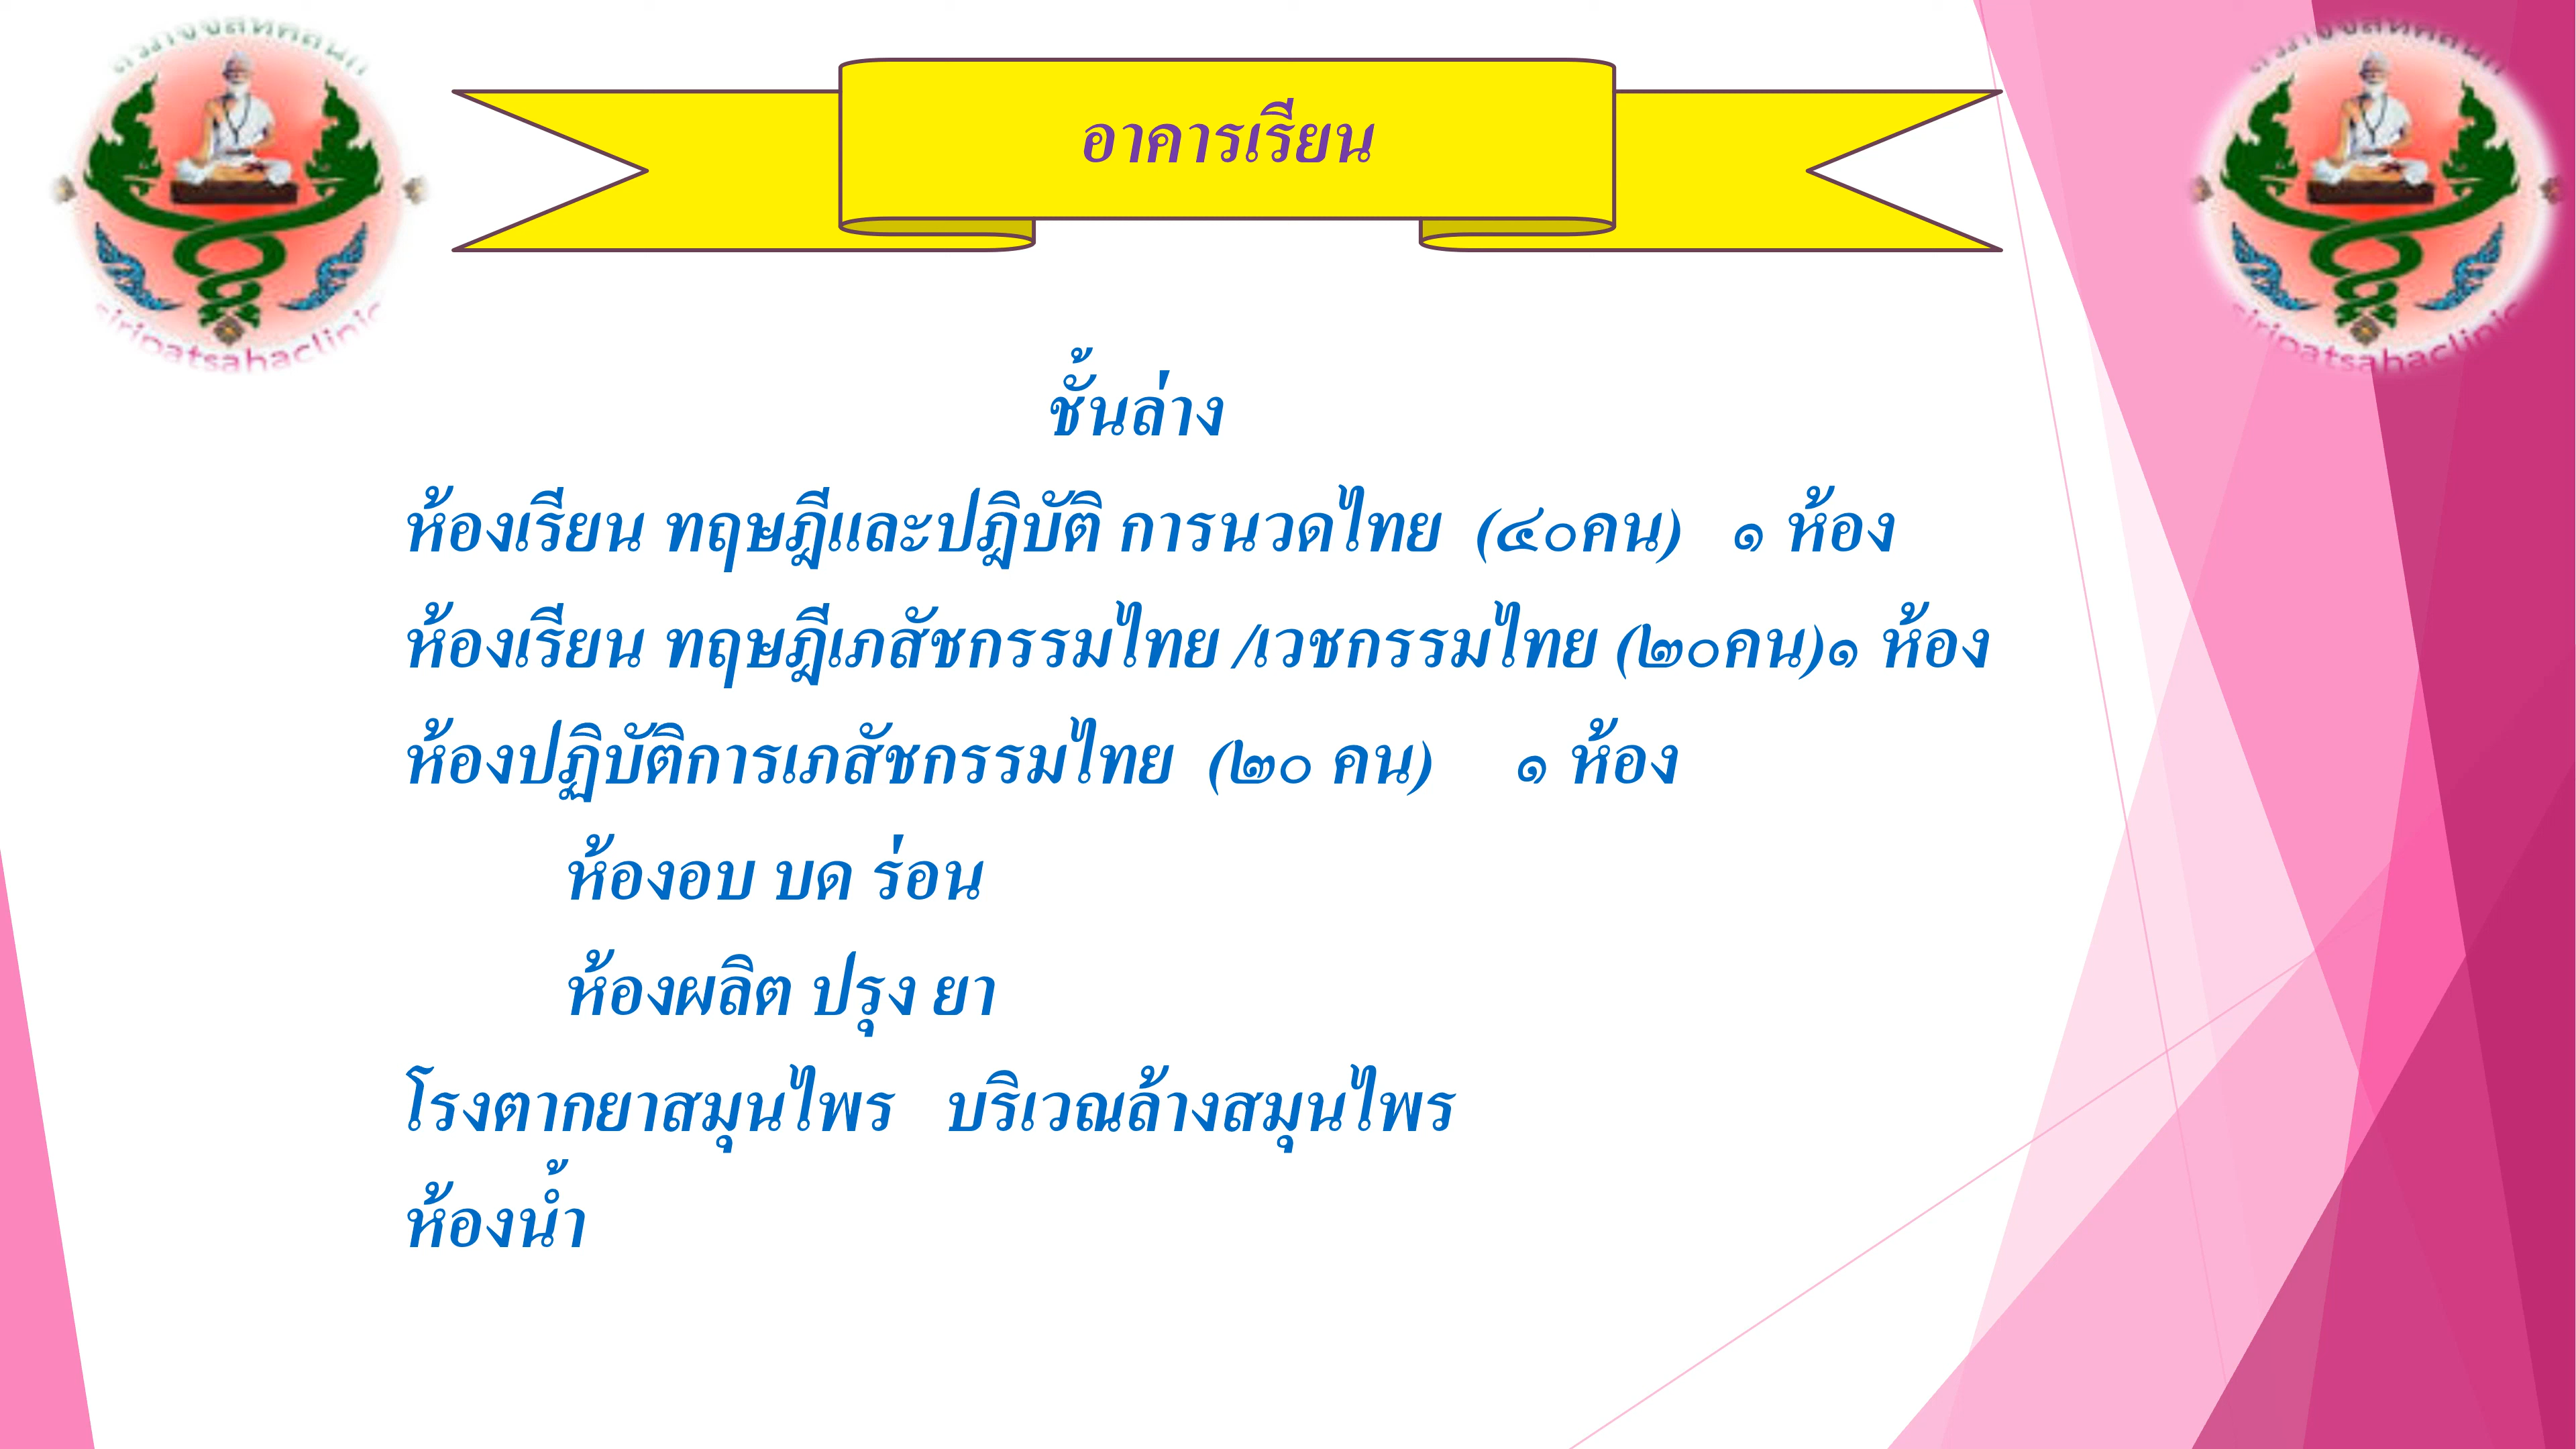 อาคารเรียน
ชั้นล่าง
ห้องเรียน ทฤษฎีและปฎิบัติ การนวดไทย (๔๐คน) ๑ ห้อง
ห้องเรียน ทฤษฎีเภสัชกรรมไทย /เวชกรรมไทย (๒๐คน)๑ ห้อง
ห้องปฏิบัติการเภสัชกรรมไทย (๒๐ คน) ๑ ห้อง
ห้องอบ บด ร่อน
ห้องผลิต ปรุง ยา
โรงตากยาสมุนไพร บริเวณล้างสมุนไพร
ห้องน้ำ
siripatsahaclinic
siripatsahaclinic